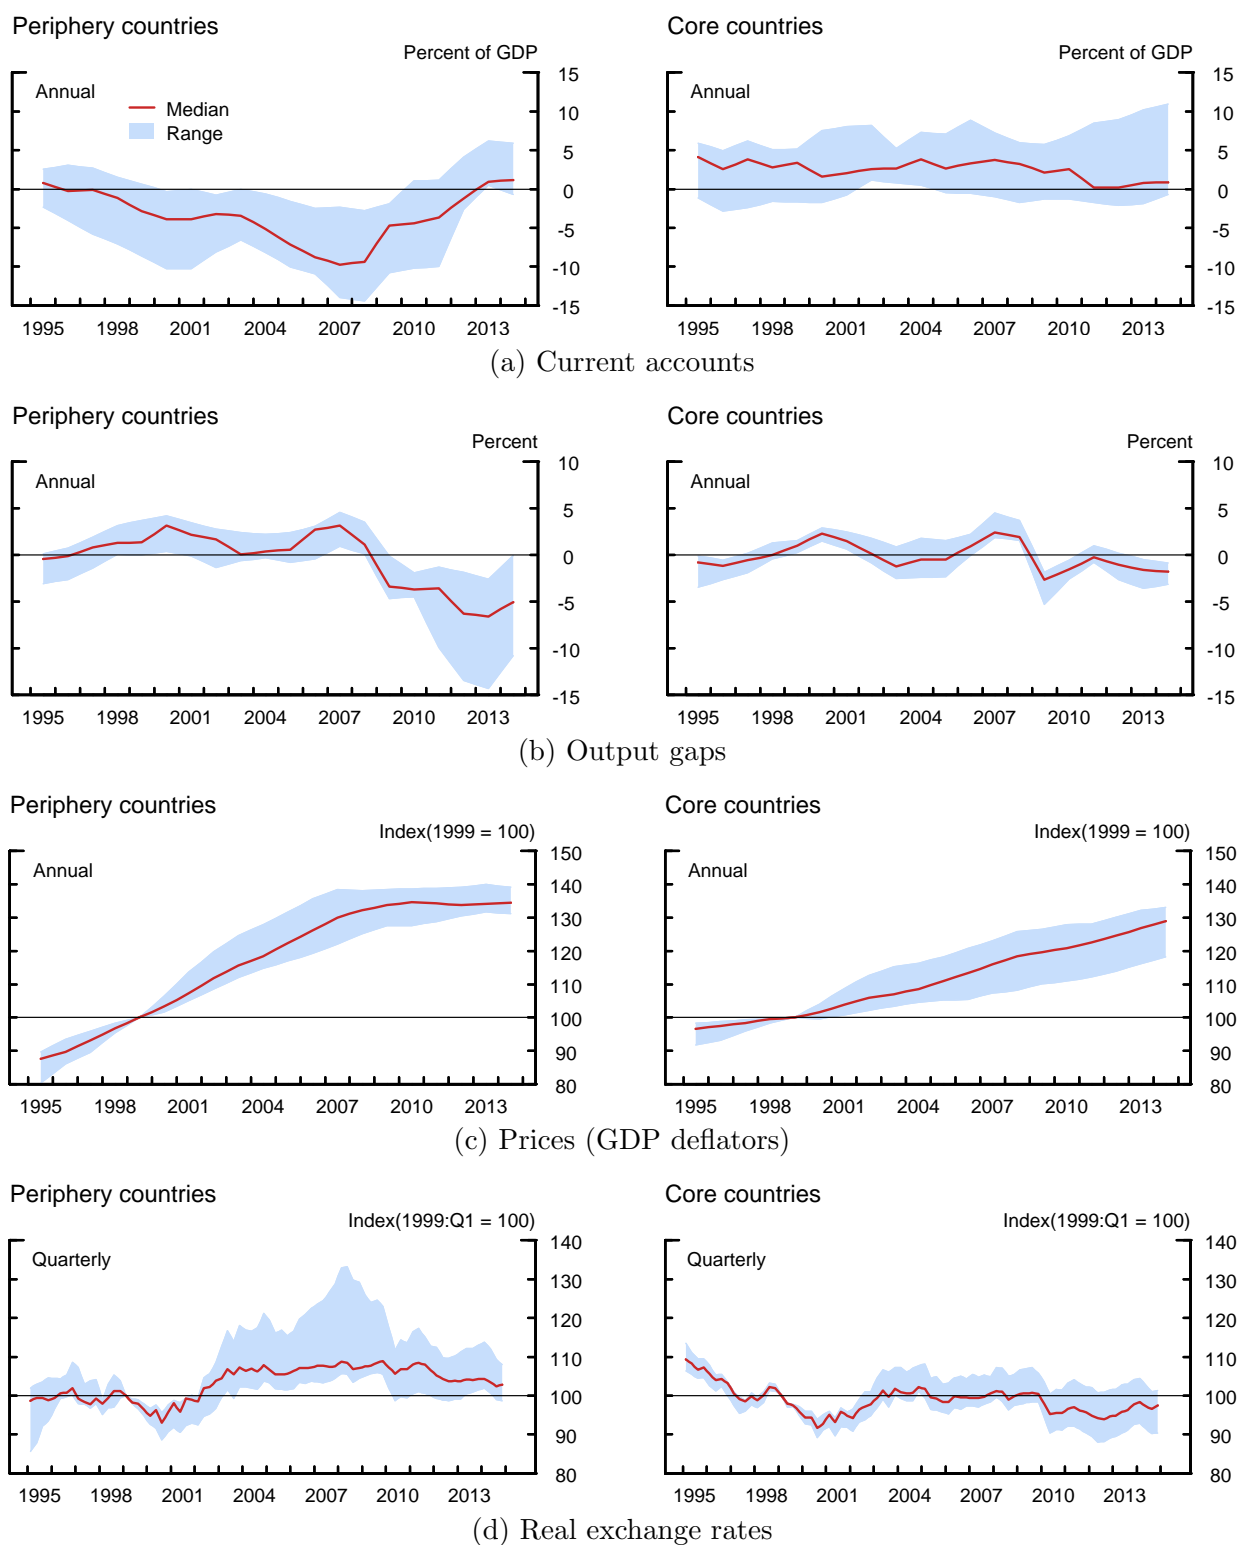 Periphery countries
Percent of GDP
Annual
Median
Range
15
10
5
0
-5
-10
-15
1995 1998 2001 2004 2007 2010 2013
Core countries
Percent of GDP
Annual
15
10
5
0
-5
-10
-15
1995 1998 2001 2004 2007 2010 2013
(a) Current accounts
Periphery countries
Percent
Annual
10
5
0
-5
-10
-15
1995 1998 2001 2004 2007 2010 2013
Core countries
Percent
Annual
10
5
0
-5
-10
-15
1995 1998 2001 2004 2007 2010 2013
(b) Output gaps
Periphery countries
Index(1999 = 100)
Annual
150
140
130
120
110
100
90
80
1995 1998 2001 2004 2007 2010 2013
Core countries
Index(1999 = 100)
Annual
150
140
130
120
110
100
90
80
1995 1998 2001 2004 2007 2010 2013
(c) Prices (GDP deflators)
Periphery countries
Index(1999:Q1 = 100)
Quarterly
140
130
120
110
100
90
80
1995 1998 2001 2004 2007 2010 2013
Core countries
Index(1999:Q1 = 100)
Quarterly
140
130
120
110
100
90
80
1995 1998 2001 2004 2007 2010 2013
(d) Real exchange rates